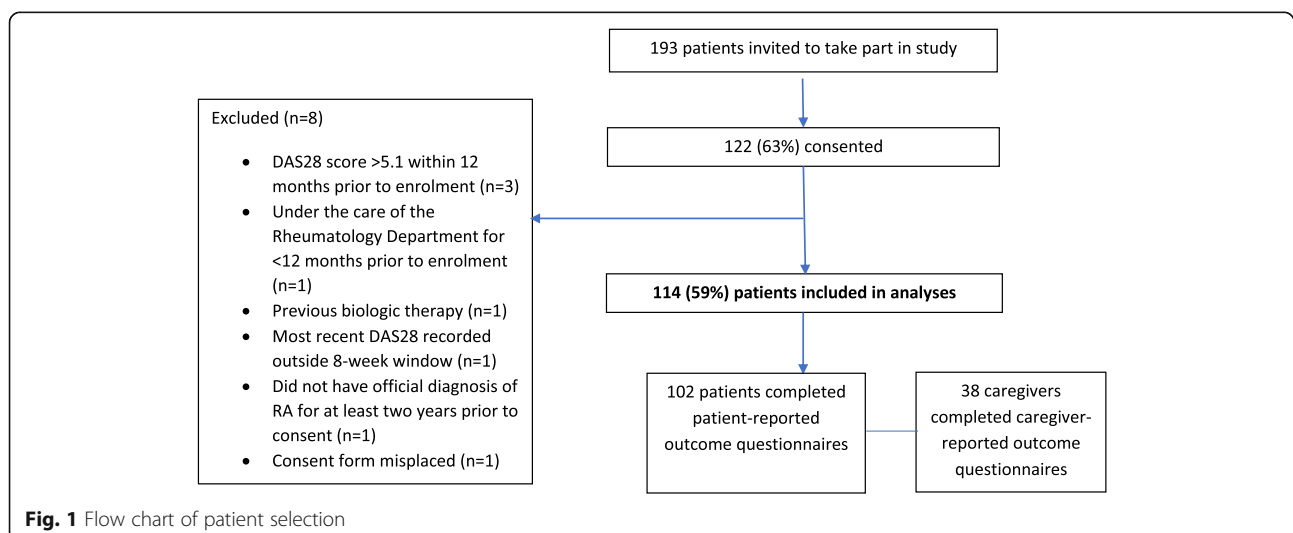 193 patients invited to take part in study
122 (63%) consented
Excluded (n=8)
• DAS28 score >5.1 within 12
months prior to enrolment (n=3)
• Under the care of the
Rheumatology Department for
<12 months prior to enrolment
(n=1)
• Previous biologic therapy (n=1)
• Most recent DAS28 recorded
outside 8-week window (n=1)
• Did not have official diagnosis of
RA for at least two years prior to
consent (n=1)
• Consent form misplaced (n=1)
114 (59%) patients included in analyses
102 patients completed
patient-reported
outcome questionnaires
38 caregivers
completed caregiver-
reported outcome
questionnaires
Fig. 1 Flow chart of patient selection